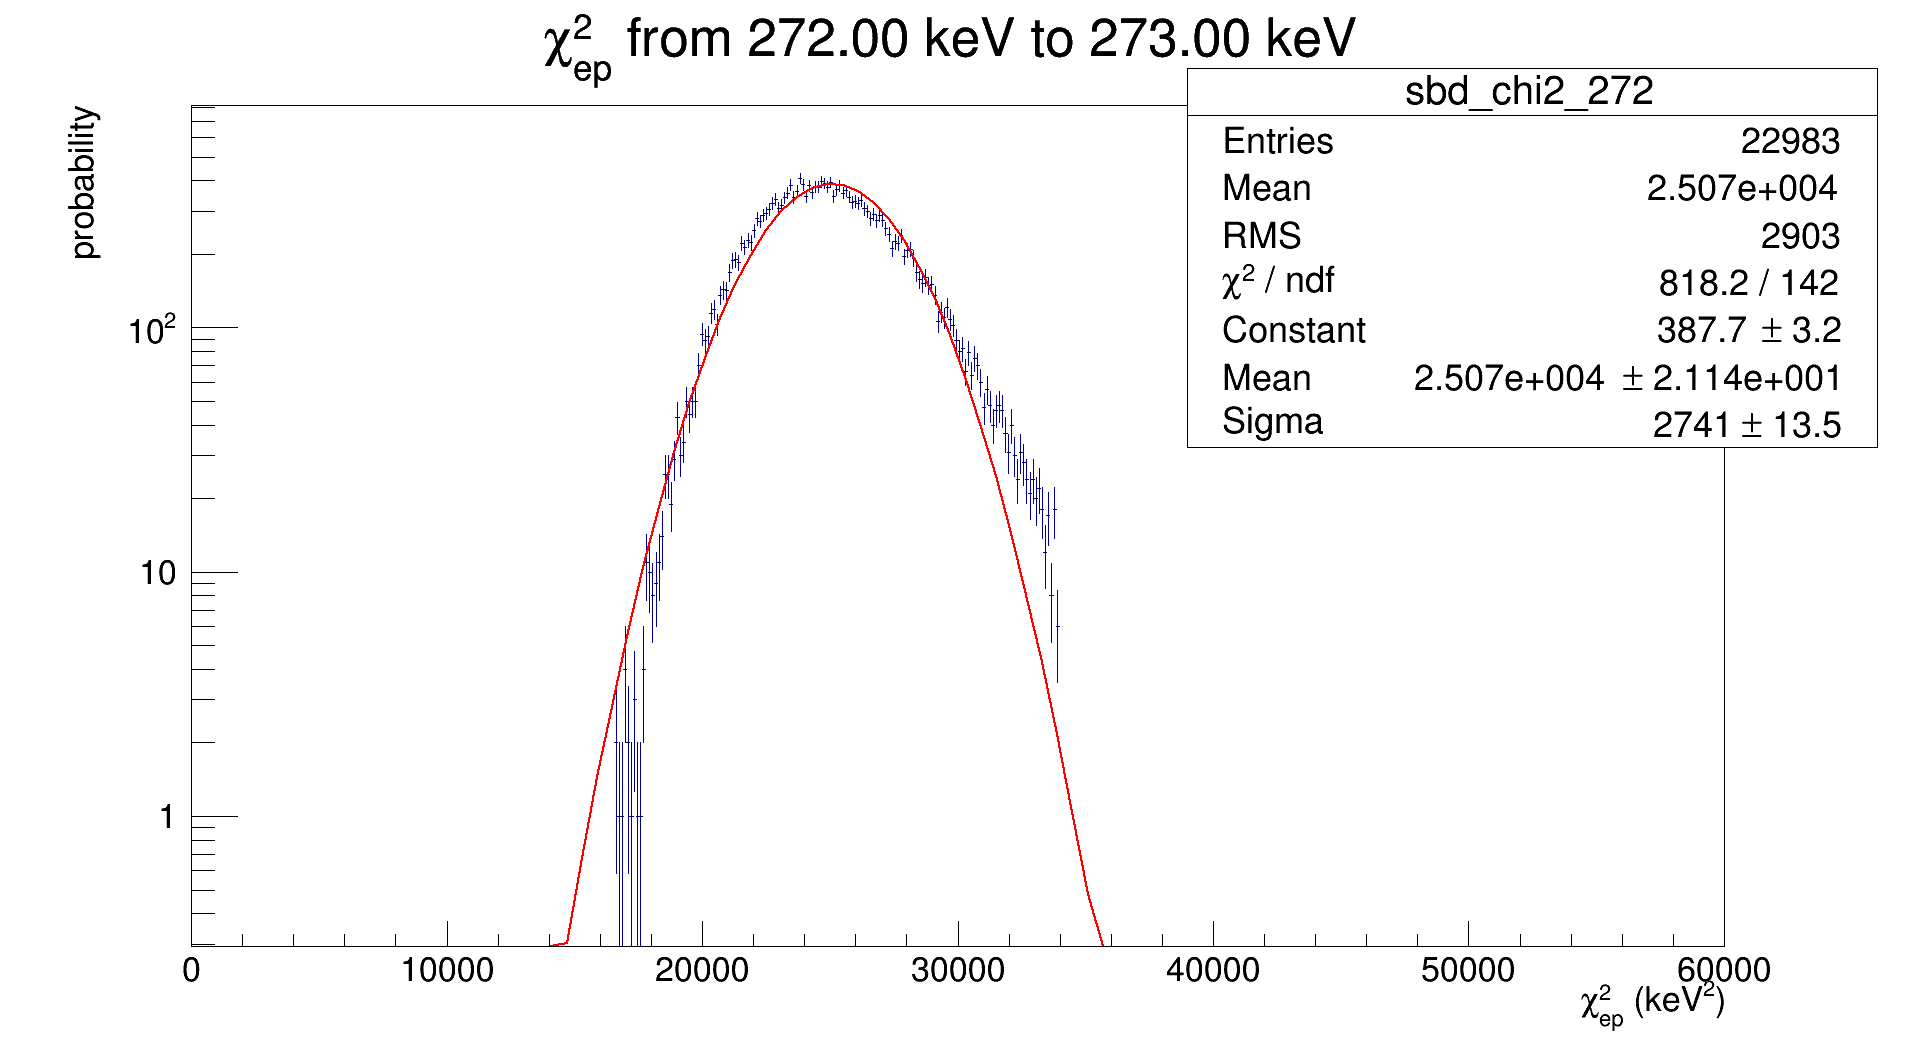 χ²ep from 272.00 keV to 273.00 keV
probability
sbd_chi2_272
Entries 22983
Mean 2.507e+004
RMS 2903
χ² / ndf 818.2 / 142
Constant 387.7 ± 3.2
Mean 2.507e+004 ± 2.114e+001
Sigma 2741 ± 13.5
10²
10
1
0 10000 20000 30000 40000 50000 60000
χ²ep (keV²)